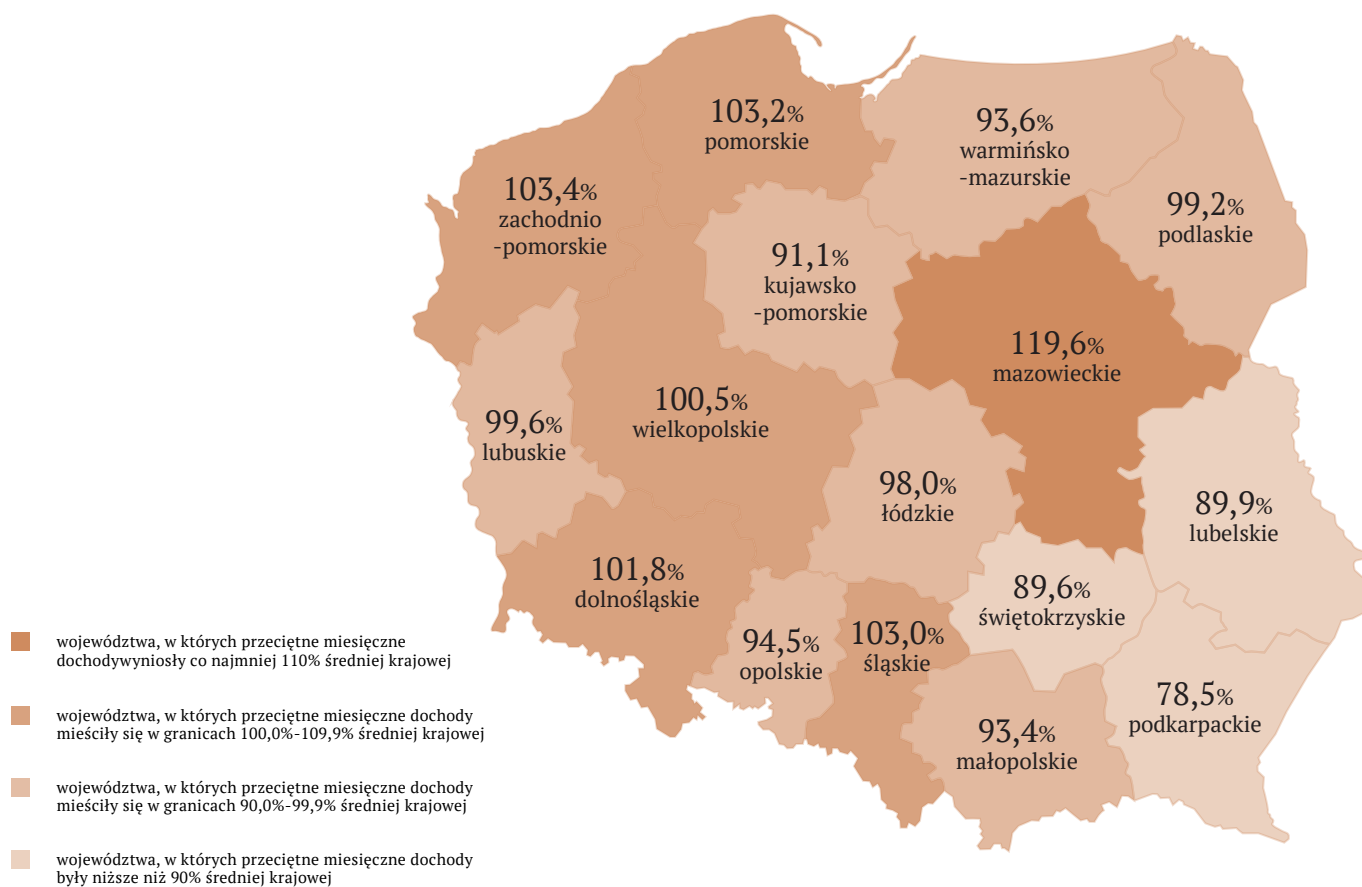 103,2%
pomorskie
93,6%
warmińsko
-mazurskie
103,4%
zachodnio
-pomorskie
99,2%
podlaskie
91,1%
kujawsko
-pomorskie
119,6%
mazowieckie
100,5%
wielkopolskie
99,6%
lubuskie
98,0%
łódzkie
89,9%
lubelskie
101,8%
dolnośląskie
89,6%
świętokrzyskie
94,5%
opolskie
103,0%
śląskie
78,5%
podkarpackie
93,4%
małopolskie
województwa, w których przeciętne miesięczne
dochodywyniosły co najmniej 110% średniej krajowej
województwa, w których przeciętne miesięczne dochody
mieściły się w granicach 100,0%-109,9% średniej krajowej
województwa, w których przeciętne miesięczne dochody
mieściły się w granicach 90,0%-99,9% średniej krajowej
województwa, w których przeciętne miesięczne dochody
były niższe niż 90% średniej krajowej